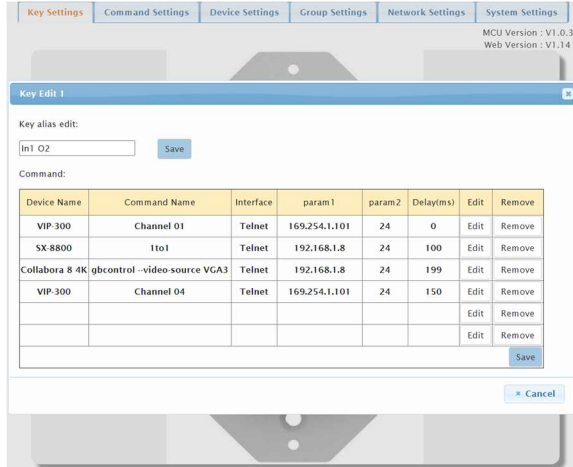 Key Settings Command Settings Device Settings Group Settings Network Settings System Settings
MCU Version : V1.0.3
Web Version : V1.14
Key Edit 1
Key alias edit:
In1 O2 Save
Command:
Device Name Command Name Interface param1 param2 Delay(ms) Edit Remove
VIP-300 Channel 01 Telnet 169.254.1.101 24 0 Edit Remove
SX-8800 1to1 Telnet 192.168.1.8 24 100 Edit Remove
Collabora 8 4K gbcontrol --video-source VGA3 Telnet 192.168.1.8 24 199 Edit Remove
VIP-300 Channel 04 Telnet 169.254.1.101 24 150 Edit Remove
Edit Remove
Edit Remove
Save
× Cancel